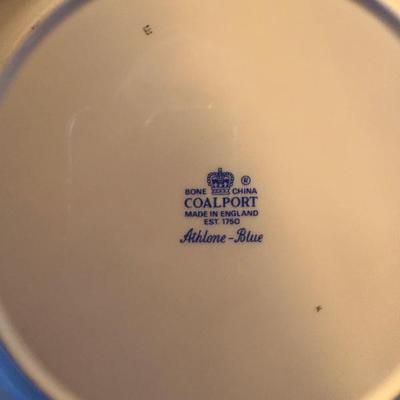 BONE CHINA ®
COALPORT
MADE IN ENGLAND
EST. 1750
Athlone-Blue